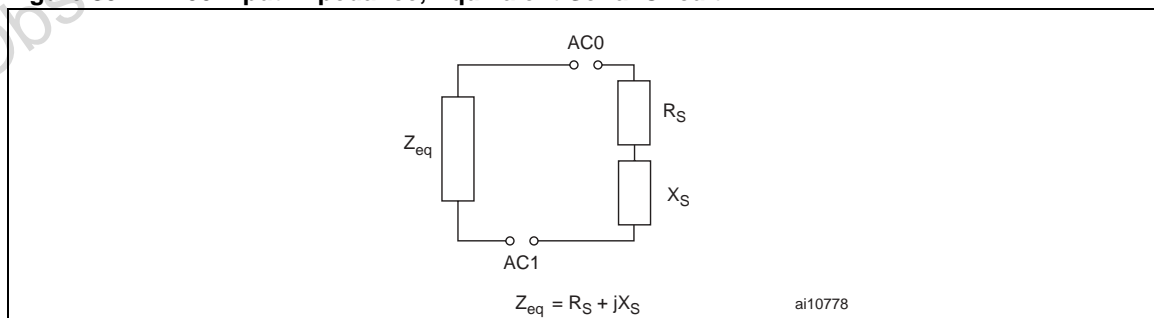 AC0
R_S
Z_eq
X_S
AC1
Z_eq = R_S + jX_S
ai10778